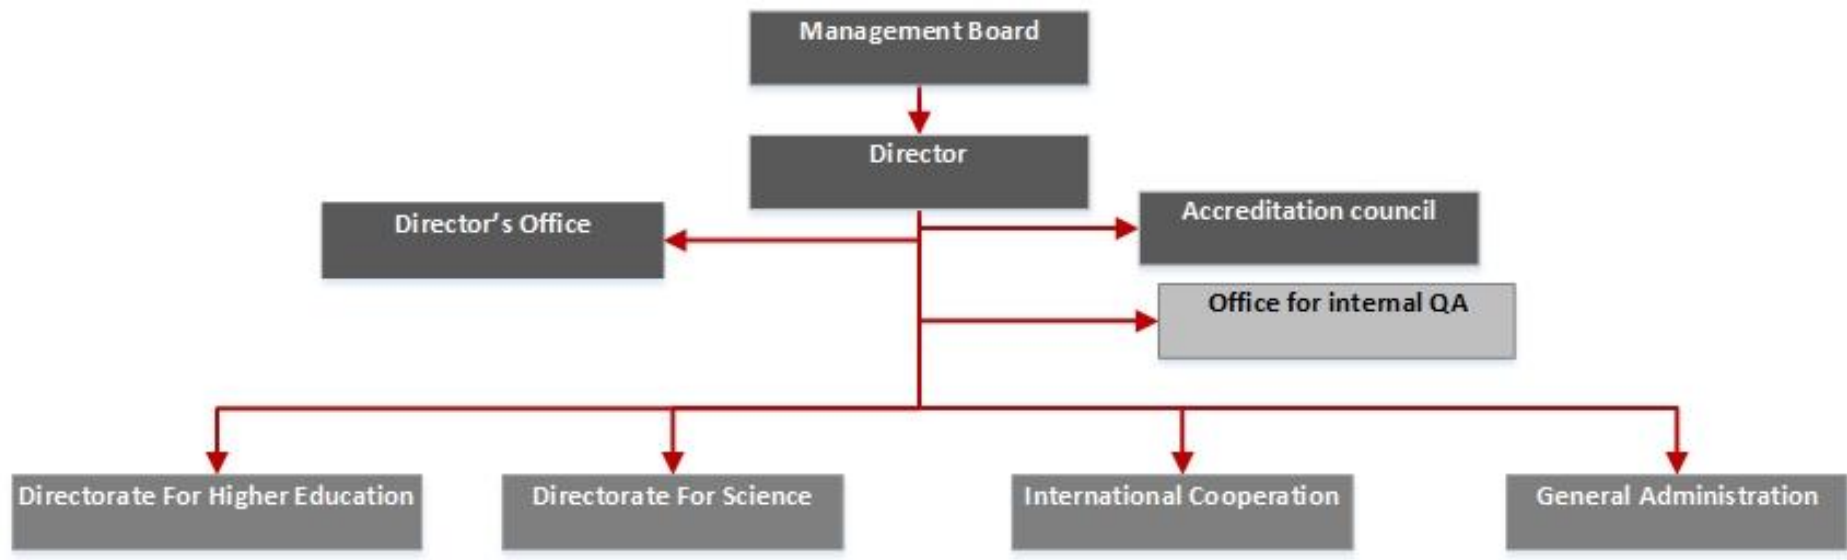 Management Board
Director
Director’s Office
Accreditation council
Office for internal QA
Directorate For Higher Education
Directorate For Science
International Cooperation
General Administration